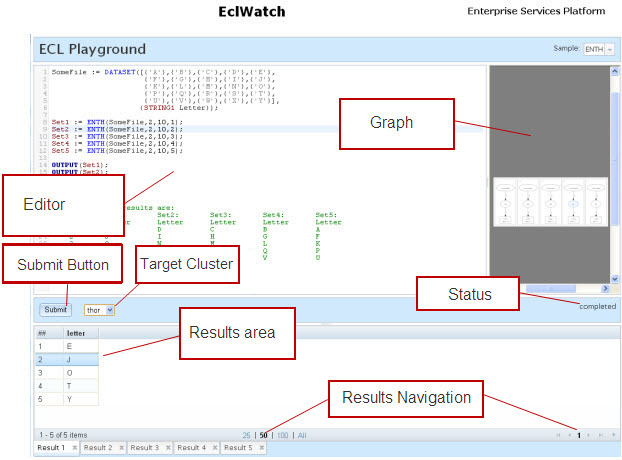 EclWatch
Enterprise Services Platform
ECL Playground
Sample: ENTH
1 SomeFile := DATASET([{'A'},{'B'},{'C'},{'D'},{'E'},
2 {'F'},{'G'},{'H'},{'I'},{'J'},
3 {'K'},{'L'},{'M'},{'N'},{'O'},
4 {'P'},{'Q'},{'R'},{'S'},{'T'},
5 {'U'},{'V'},{'W'},{'X'},{'Y'}],
6 {STRING1 Letter});
7
8 Set1 := ENTH(SomeFile,2,10,1);
9 Set2 := ENTH(SomeFile,2,10,2);
10 Set3 := ENTH(SomeFile,2,10,3);
11 Set4 := ENTH(SomeFile,2,10,4);
12 Set5 := ENTH(SomeFile,2,10,5);
13
14 OUTPUT(Set1);
15 OUTPUT(Set2);
Graph
Editor
results are:
Set2: Set3: Set4: Set5:
Letter Letter Letter Letter
D C B A
I H G F
L K
Q P
V U
Submit Button
Target Cluster
Status
Submit
thor
completed
Results area
## letter
1 E
2 J
3 O
4 T
5 Y
Results Navigation
1 - 5 of 5 items
25 | 50 | 100 | All
1
Result 1
Result 2
Result 3
Result 4
Result 5